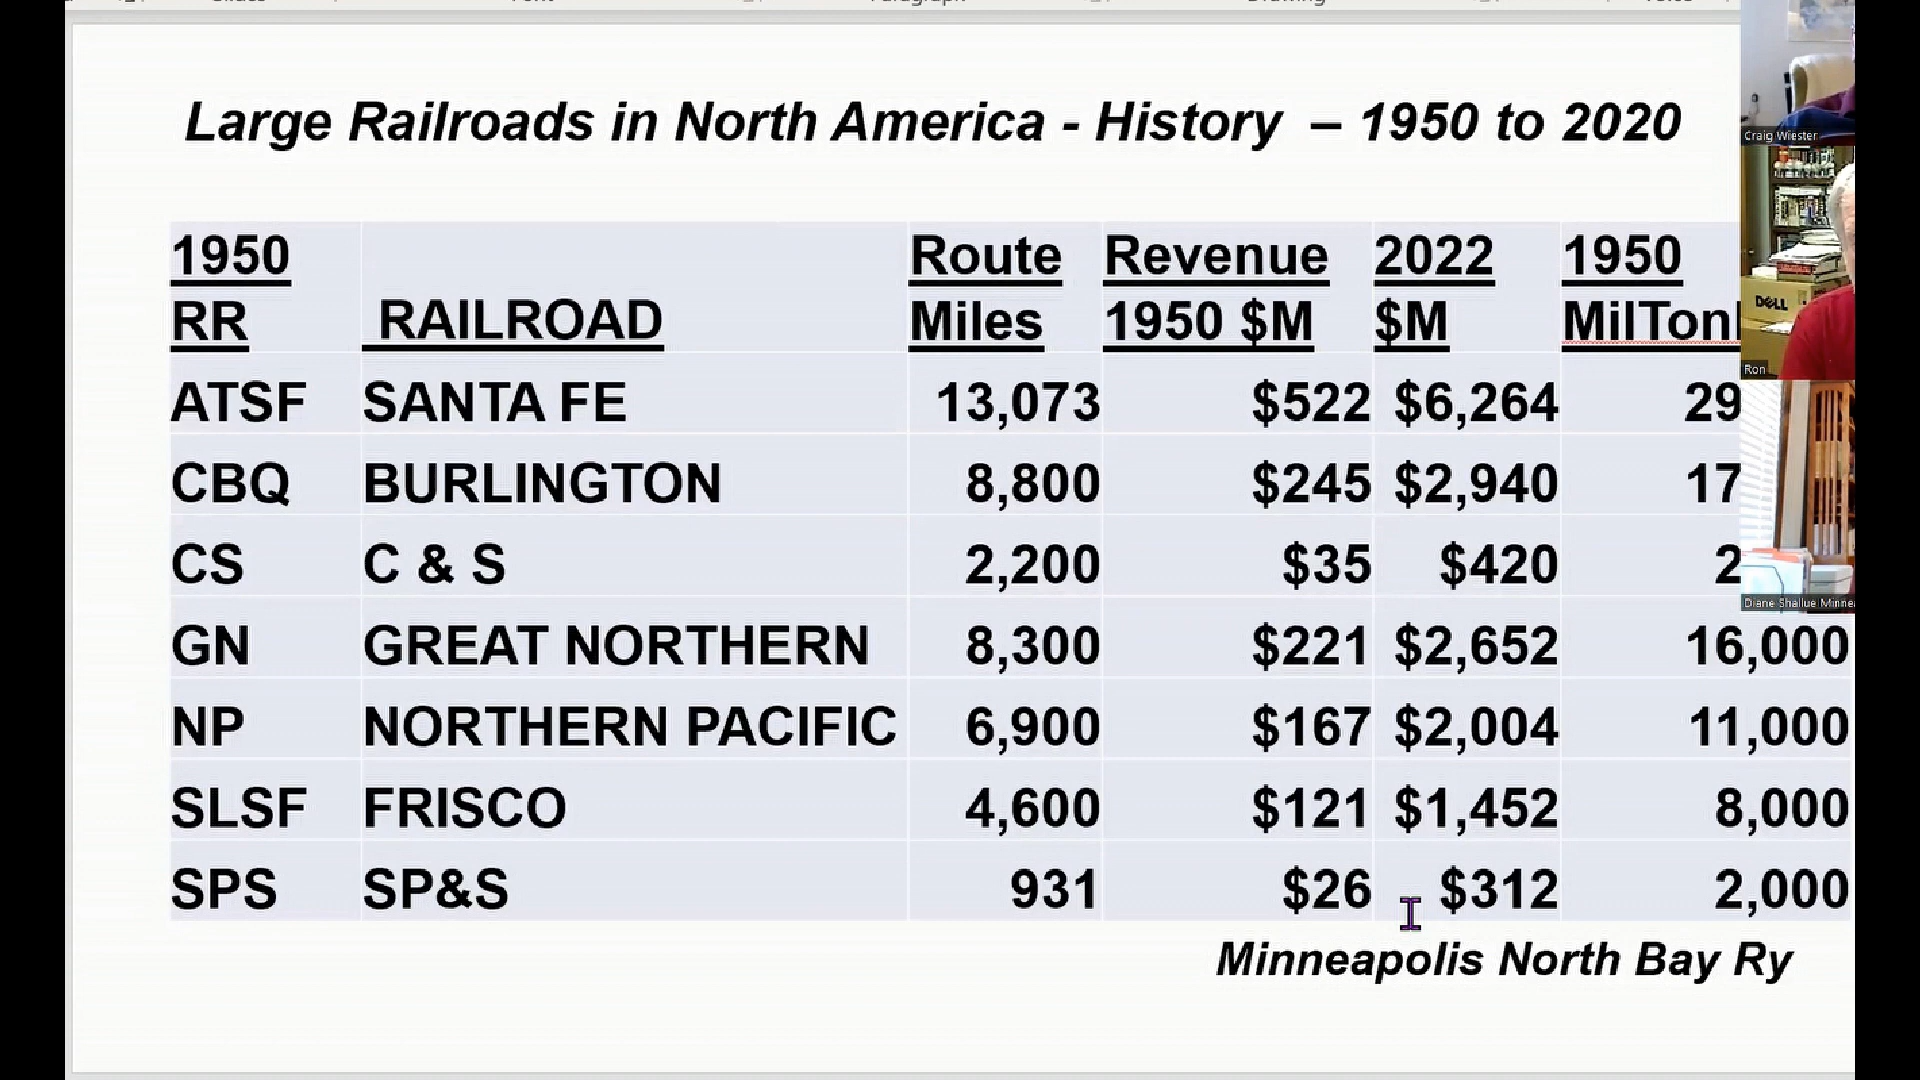 Large Railroads in North America - History – 1950 to 2020
1950 Route Revenue 2022 1950
RR RAILROAD Miles 1950 $M $M MilTon
ATSF SANTA FE 13,073 $522 $6,264 29
CBQ BURLINGTON 8,800 $245 $2,940 17
CS C & S 2,200 $35 $420 2
GN GREAT NORTHERN 8,300 $221 $2,652 16,000
NP NORTHERN PACIFIC 6,900 $167 $2,004 11,000
SLSF FRISCO 4,600 $121 $1,452 8,000
SPS SP&S 931 $26 $312 2,000
Minneapolis North Bay Ry
Craig Wiester
DELL
Ron
Diane Shallue Minne